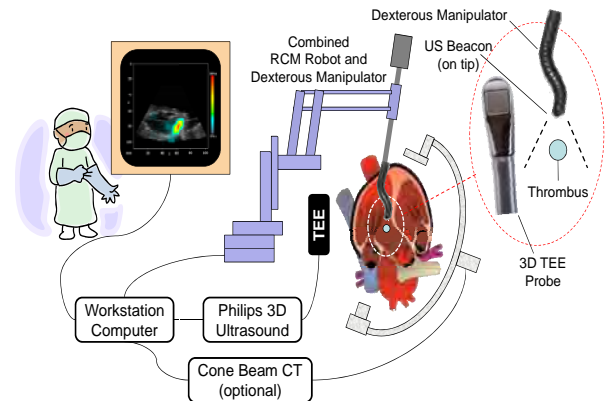 Dexterous Manipulator
US Beacon
(on tip)
Combined
RCM Robot and
Dexterous Manipulator
Thrombus
TEE
3D TEE
Probe
Workstation
Computer
Philips 3D
Ultrasound
Cone Beam CT
(optional)